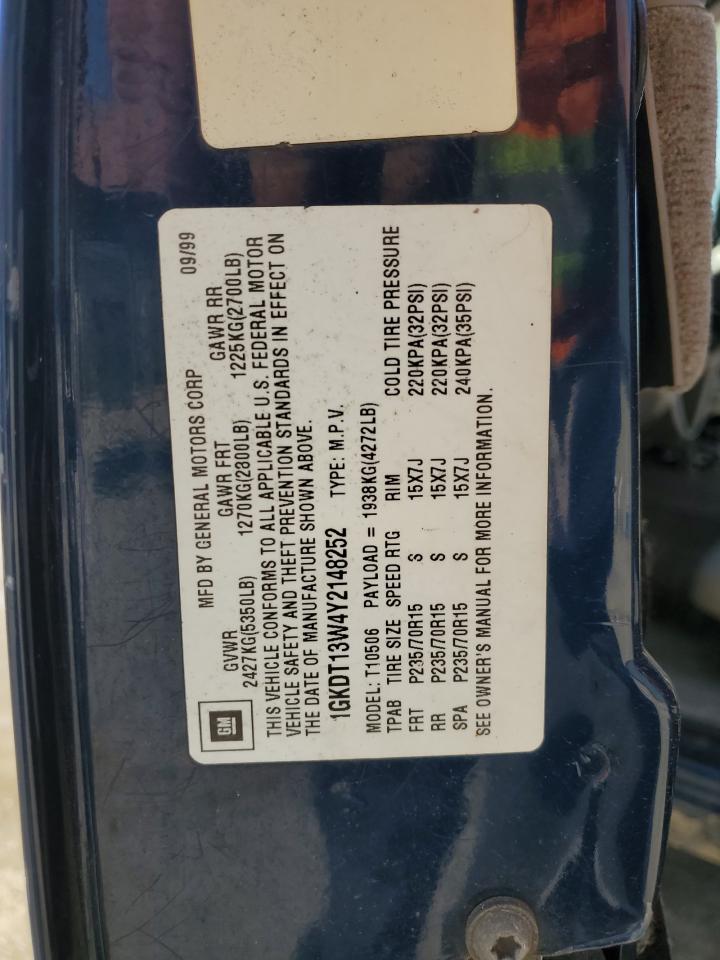 GM
MFD BY GENERAL MOTORS CORP 09/99
GVWR GAWR FRT GAWR RR
2427KG(5350LB) 1270KG(2800LB) 1225KG(2700LB)
THIS VEHICLE CONFORMS TO ALL APPLICABLE U.S. FEDERAL MOTOR
VEHICLE SAFETY AND THEFT PREVENTION STANDARDS IN EFFECT ON
THE DATE OF MANUFACTURE SHOWN ABOVE.
1GKDT13W4Y2148252 TYPE: M.P.V.
MODEL: T10506 PAYLOAD = 1938KG(4272LB)
TPAB TIRE SIZE SPEED RTG RIM COLD TIRE PRESSURE
FRT P235/70R15 S 15X7J 220KPA(32PSI)
RR P235/70R15 S 15X7J 220KPA(32PSI)
SPA P235/70R15 S 15X7J 240KPA(35PSI)
SEE OWNER'S MANUAL FOR MORE INFORMATION.